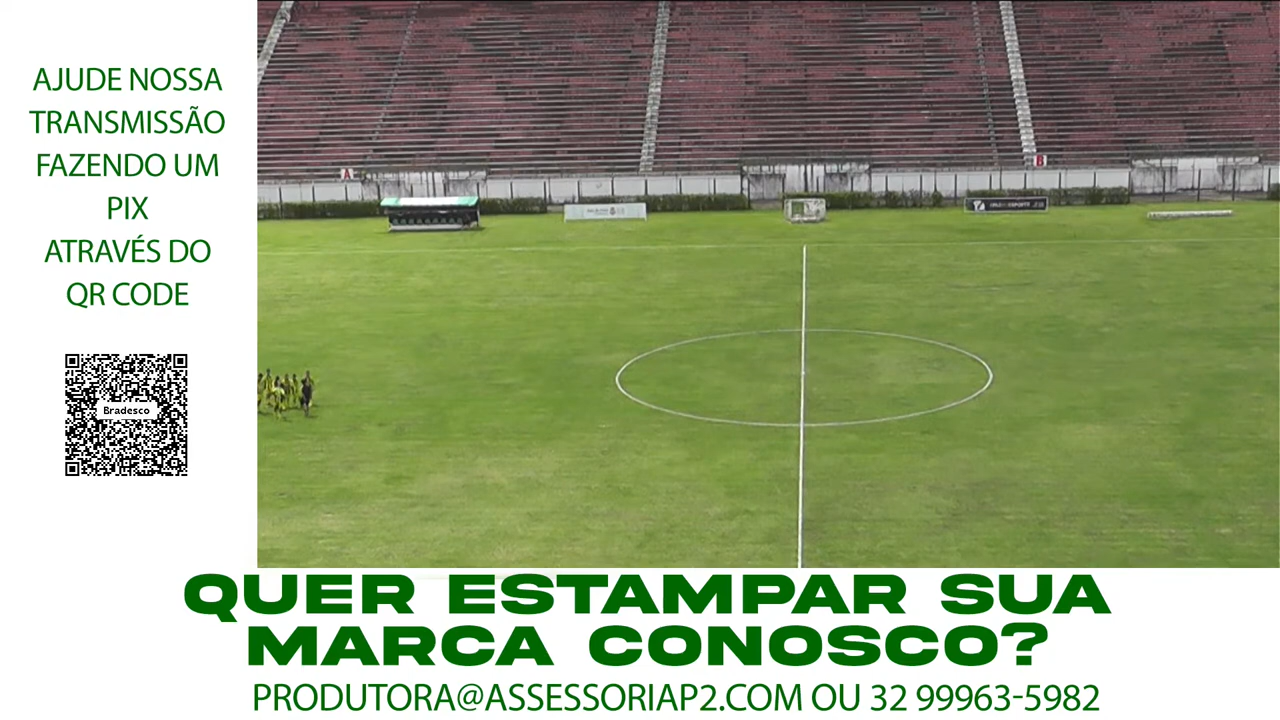 AJUDE NOSSA
TRANSMISSÃO
FAZENDO UM
PIX
ATRAVÉS DO
QR CODE
Bradesco
A
B
QUER ESTAMPAR SUA
MARCA CONOSCO?
PRODUTORA@ASSESSORIAP2.COM OU 32 99963-5982